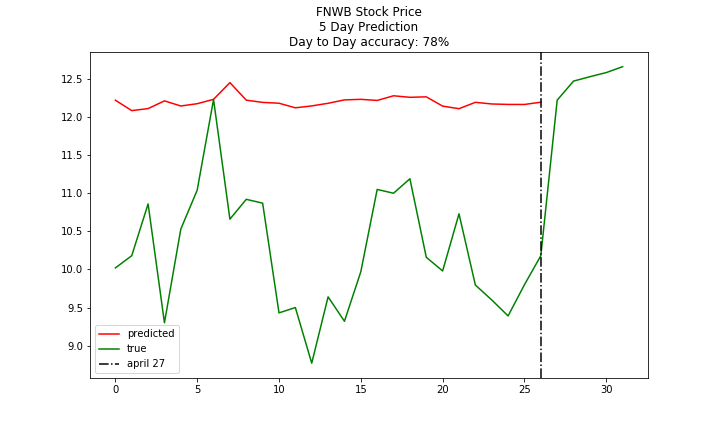 FNWB Stock Price
5 Day Prediction
Day to Day accuracy: 78%
12.5
12.0
11.5
11.0
10.5
10.0
9.5
9.0
predicted
true
april 27
0 5 10 15 20 25 30